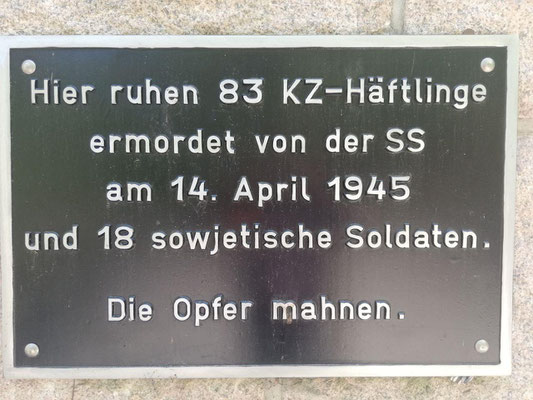 Hier ruhen 83 KZ-Häftlinge
ermordet von der SS
am 14. April 1945
und 18 sowjetische Soldaten.
Die Opfer mahnen.